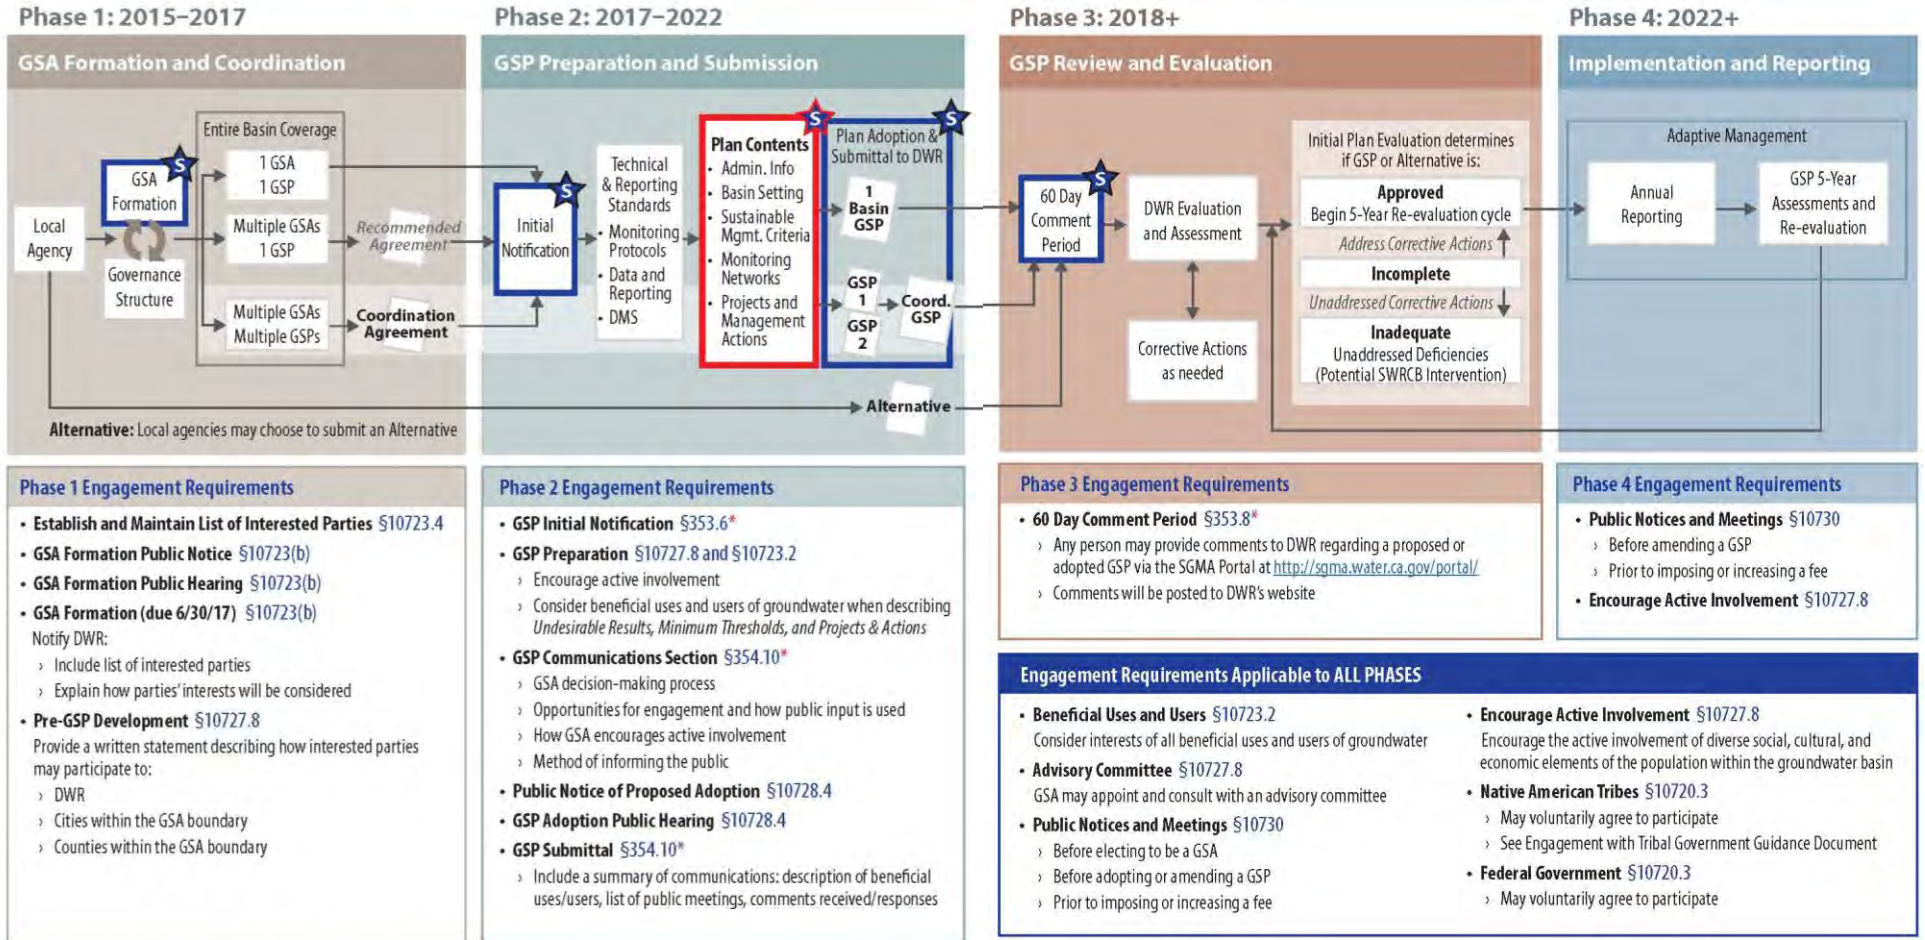 Phase 1: 2015–2017
GSA Formation and Coordination
Entire Basin Coverage
S
GSA
Formation
1 GSA
1 GSP
Local
Agency
Multiple GSAs
1 GSP
Recommended
Agreement
Governance
Structure
Multiple GSAs
Multiple GSPs
Coordination
Agreement
Alternative: Local agencies may choose to submit an Alternative
Phase 2: 2017–2022
GSP Preparation and Submission
S
Initial
Notification
Technical
& Reporting
Standards
• Monitoring
Protocols
• Data and
Reporting
• DMS
S
Plan Contents
• Admin. Info
• Basin Setting
• Sustainable
Mgmt. Criteria
• Monitoring
Networks
• Projects and
Management
Actions
S
Plan Adoption &
Submittal to DWR
1
Basin
GSP
GSP
1
GSP
2
Coord.
GSP
Alternative
Phase 3: 2018+
GSP Review and Evaluation
S
60 Day
Comment
Period
DWR Evaluation
and Assessment
Corrective Actions
as needed
Initial Plan Evaluation determines
if GSP or Alternative is:
Approved
Begin 5-Year Re-evaluation cycle
Address Corrective Actions
Incomplete
Unaddressed Corrective Actions
Inadequate
Unaddressed Deficiencies
(Potential SWRCB Intervention)
Phase 4: 2022+
Implementation and Reporting
Adaptive Management
Annual
Reporting
GSP 5-Year
Assessments and
Re-evaluation
Phase 1 Engagement Requirements
• Establish and Maintain List of Interested Parties §10723.4
• GSA Formation Public Notice §10723(b)
• GSA Formation Public Hearing §10723(b)
• GSA Formation (due 6/30/17) §10723(b)
Notify DWR:
› Include list of interested parties
› Explain how parties' interests will be considered
• Pre-GSP Development §10727.8
Provide a written statement describing how interested parties
may participate to:
› DWR
› Cities within the GSA boundary
› Counties within the GSA boundary
Phase 2 Engagement Requirements
• GSP Initial Notification §353.6*
• GSP Preparation §10727.8 and §10723.2
› Encourage active involvement
› Consider beneficial uses and users of groundwater when describing
Undesirable Results, Minimum Thresholds, and Projects & Actions
• GSP Communications Section §354.10*
› GSA decision-making process
› Opportunities for engagement and how public input is used
› How GSA encourages active involvement
› Method of informing the public
• Public Notice of Proposed Adoption §10728.4
• GSP Adoption Public Hearing §10728.4
• GSP Submittal §354.10*
› Include a summary of communications: description of beneficial
uses/users, list of public meetings, comments received/responses
Phase 3 Engagement Requirements
• 60 Day Comment Period §353.8*
› Any person may provide comments to DWR regarding a proposed or
adopted GSP via the SGMA Portal at http://sgma.water.ca.gov/portal/
› Comments will be posted to DWR's website
Phase 4 Engagement Requirements
• Public Notices and Meetings §10730
› Before amending a GSP
› Prior to imposing or increasing a fee
• Encourage Active Involvement §10727.8
Engagement Requirements Applicable to ALL PHASES
• Beneficial Uses and Users §10723.2
Consider interests of all beneficial uses and users of groundwater
• Advisory Committee §10727.8
GSA may appoint and consult with an advisory committee
• Public Notices and Meetings §10730
› Before electing to be a GSA
› Before adopting or amending a GSP
› Prior to imposing or increasing a fee
• Encourage Active Involvement §10727.8
Encourage the active involvement of diverse social, cultural, and
economic elements of the population within the groundwater basin
• Native American Tribes §10720.3
› May voluntarily agree to participate
› See Engagement with Tribal Government Guidance Document
• Federal Government §10720.3
› May voluntarily agree to participate